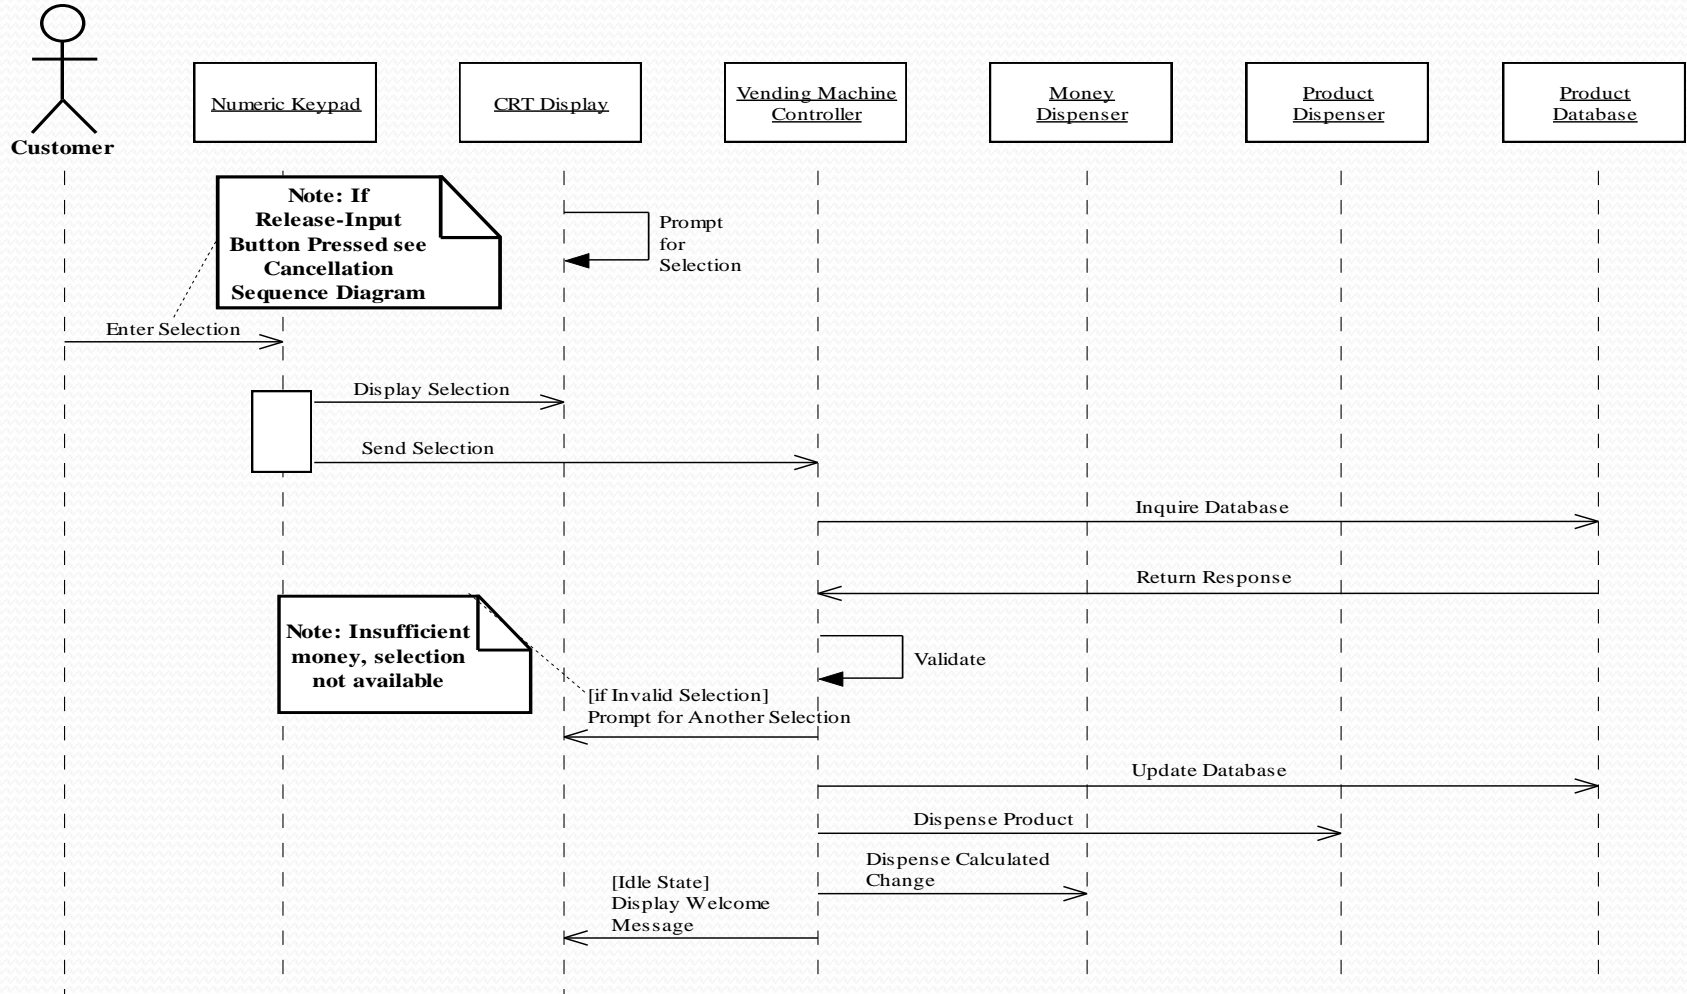 Customer
Numeric Keypad
CRT Display
Vending Machine
Controller
Money
Dispenser
Product
Dispenser
Product
Database
Note: If
Release-Input
Button Pressed see
Cancellation
Sequence Diagram
Prompt
for
Selection
Enter Selection
Display Selection
Send Selection
Inquire Database
Return Response
Note: Insufficient
money, selection
not available
Validate
[if Invalid Selection]
Prompt for Another Selection
Update Database
Dispense Product
Dispense Calculated
Change
[Idle State]
Display Welcome
Message